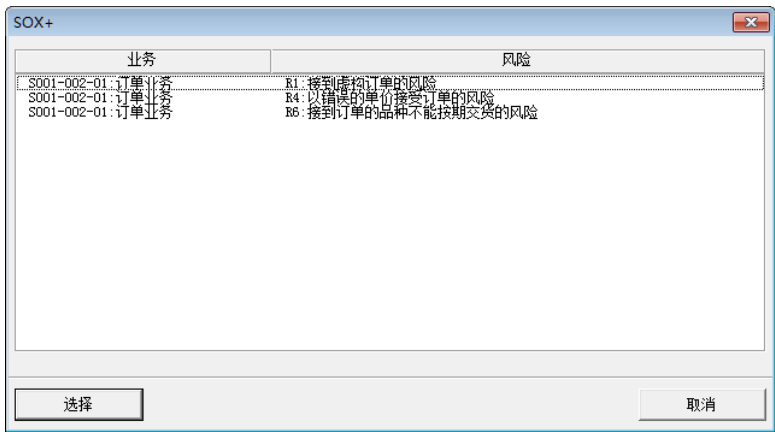 SOX+
业务 风险
S001-002-01:订单业务 R1:接到虚构订单的风险
S001-002-01:订单业务 R4:以错误的单价接受订单的风险
S001-002-01:订单业务 R6:接到订单的品种不能按期交货的风险
选择 取消